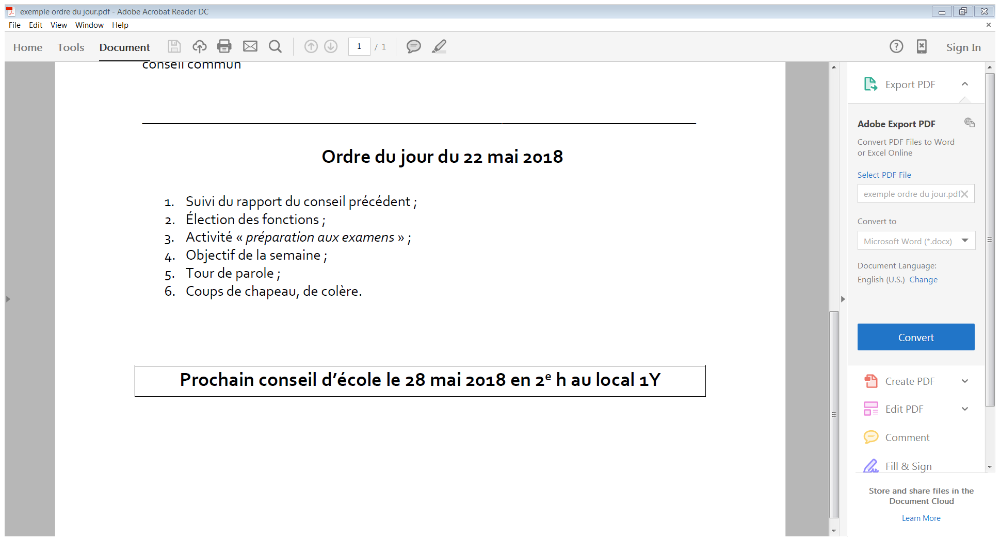 exemple ordre du jour.pdf - Adobe Acrobat Reader DC
File Edit View Window Help
Home Tools Document 1 / 1 Sign In
conseil commun
Ordre du jour du 22 mai 2018
1. Suivi du rapport du conseil précédent ;
2. Élection des fonctions ;
3. Activité « préparation aux examens » ;
4. Objectif de la semaine ;
5. Tour de parole ;
6. Coups de chapeau, de colère.
Prochain conseil d’école le 28 mai 2018 en 2e h au local 1Y
Export PDF
Adobe Export PDF
Convert PDF Files to Word
or Excel Online
Select PDF File
exemple ordre du jour.pdf
Convert to
Microsoft Word (*.docx)
Document Language:
English (U.S.) Change
Convert
Create PDF
Edit PDF
Comment
Fill & Sign
Store and share files in the
Document Cloud
Learn More